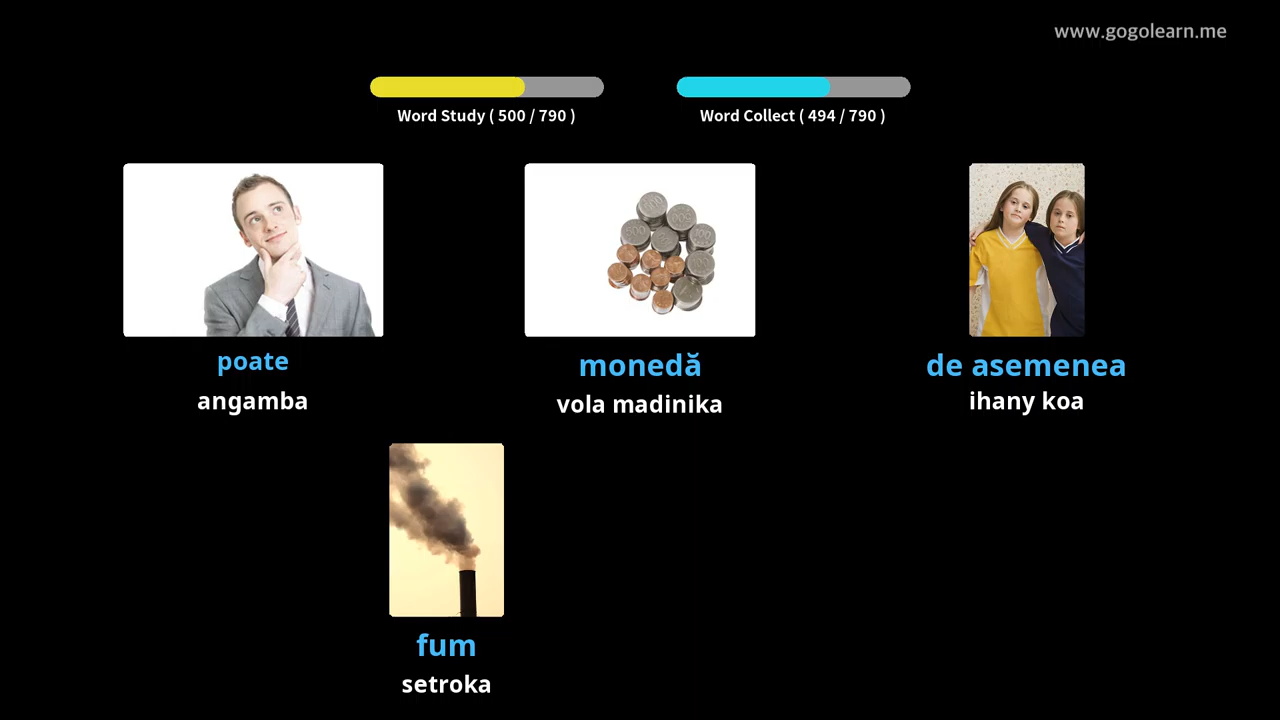 www.gogolearn.me
Word Study ( 500 / 790 )
Word Collect ( 494 / 790 )
poate
angamba
monedă
vola madinika
de asemenea
ihany koa
fum
setroka